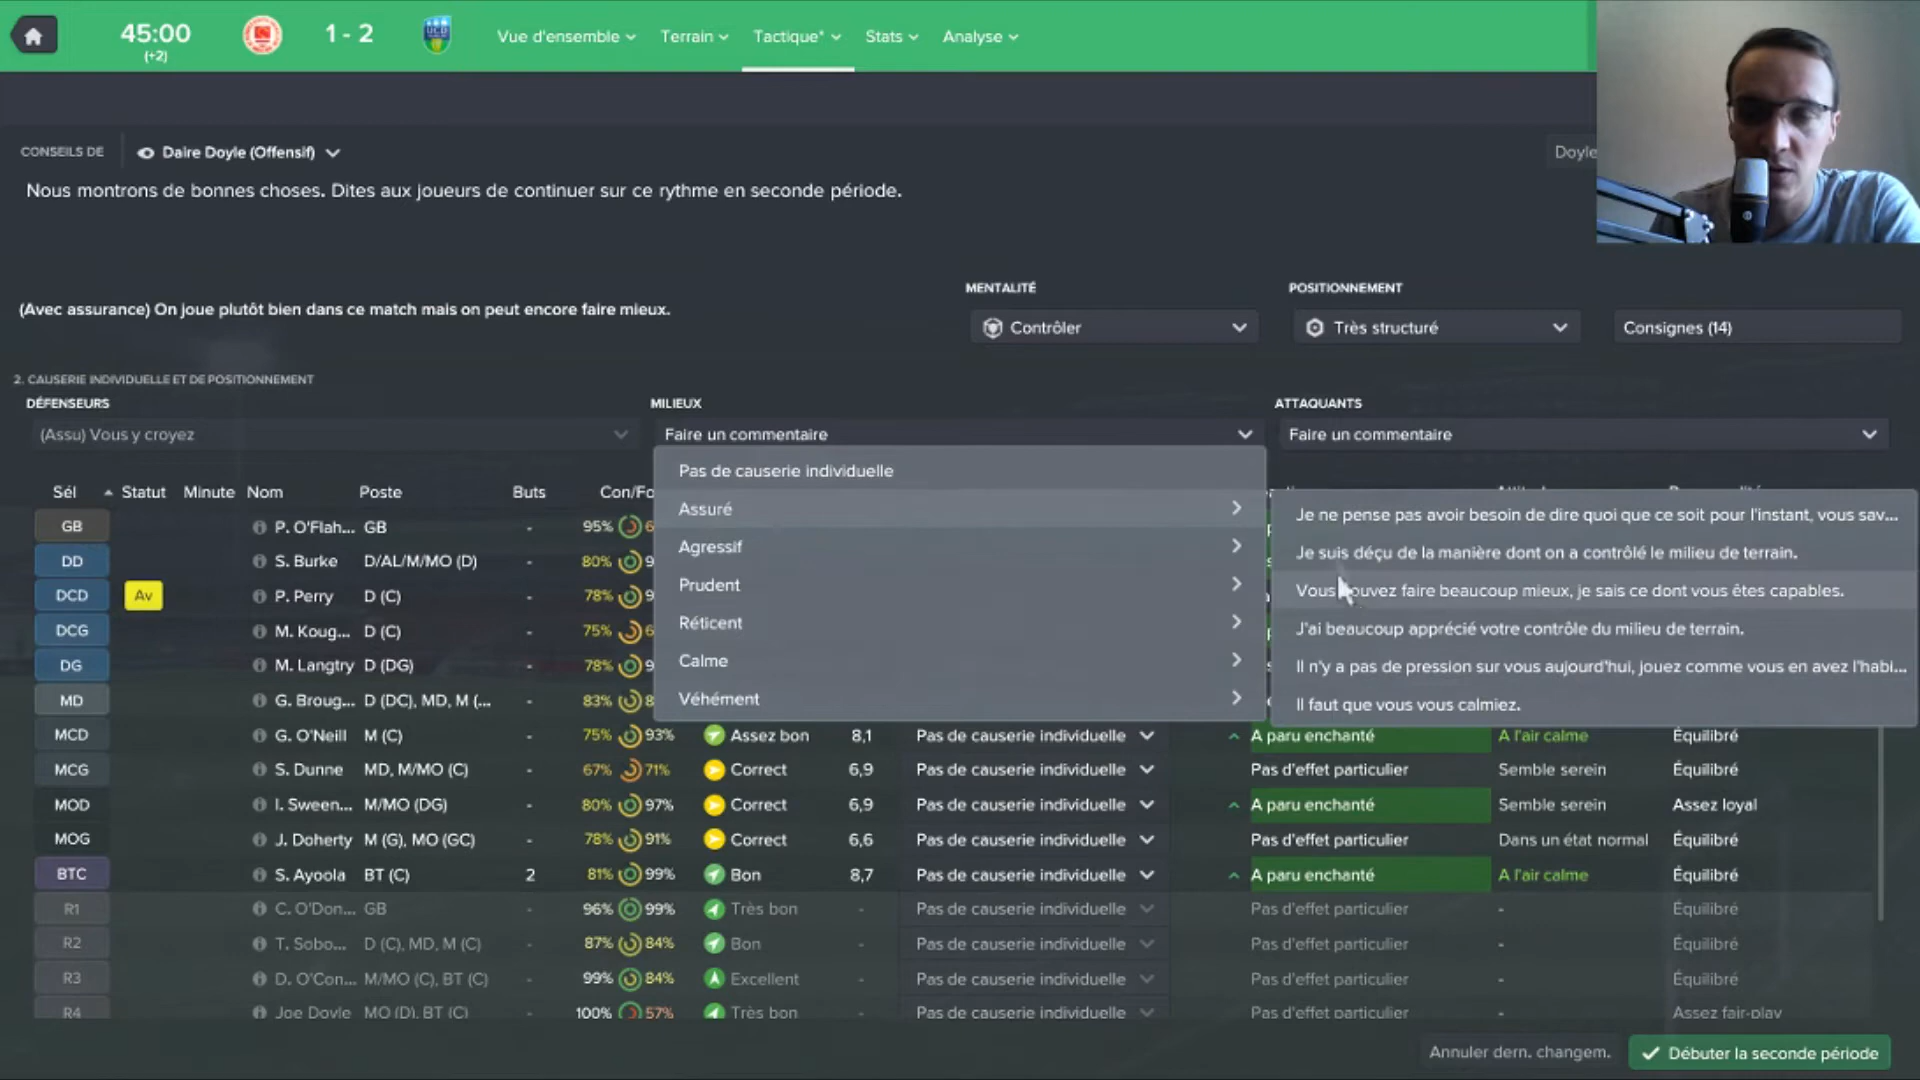 45:00
(+2)
1 - 2
UCD
Vue d'ensemble
Terrain
Tactique*
Stats
Analyse
CONSEILS DE
Daire Doyle (Offensif)
Doyle
Nous montrons de bonnes choses. Dites aux joueurs de continuer sur ce rythme en seconde période.
(Avec assurance) On joue plutôt bien dans ce match mais on peut encore faire mieux.
MENTALITÉ
Contrôler
POSITIONNEMENT
Très structuré
Consignes (14)
2. CAUSERIE INDIVIDUELLE ET DE POSITIONNEMENT
DÉFENSEURS
(Assu) Vous y croyez
MILIEUX
Faire un commentaire
ATTAQUANTS
Faire un commentaire
Pas de causerie individuelle
Assuré
Agressif
Prudent
Réticent
Calme
Véhément
Je ne pense pas avoir besoin de dire quoi que ce soit pour l'instant, vous sav...
Je suis déçu de la manière dont on a contrôlé le milieu de terrain.
Vous faire beaucoup mieux, je sais ce dont vous êtes capables.
J'ai beaucoup apprécié votre contrôle du milieu de terrain.
Il n'y a pas de pression sur vous aujourd'hui, jouez comme vous en avez l'habi...
Il faut que vous vous calmiez.
Sél Statut Minute Nom Poste Buts Con/Fo
GB P. O'Flah... GB - 95%
DD S. Burke D/AL/M/MO (D) - 80%
DCD Av P. Perry D (C) - 78%
DCG M. Koug... D (C) - 75%
DG M. Langtry D (DG) - 78%
MD G. Broug... D (DC), MD, M (... - 83%
MCD G. O'Neill M (C) - 75% 93% Assez bon 8,1 Pas de causerie individuelle A paru enchanté A l'air calme Équilibré
MCG S. Dunne MD, M/MO (C) - 67% 71% Correct 6,9 Pas de causerie individuelle Pas d'effet particulier Semble serein Équilibré
MOD I. Sween... M/MO (DG) - 80% 97% Correct 6,9 Pas de causerie individuelle A paru enchanté Semble serein Assez loyal
MOG J. Doherty M (G), MO (GC) - 78% 91% Correct 6,6 Pas de causerie individuelle Pas d'effet particulier Dans un état normal Équilibré
BTC S. Ayoola BT (C) 2 81% 99% Bon 8,7 Pas de causerie individuelle A paru enchanté A l'air calme Équilibré
R1 C. O'Don... GB - 96% 99% Très bon - Pas de causerie individuelle Pas d'effet particulier - Équilibré
R2 T. Sobo... D (C), MD, M (C) - 87% 84% Bon - Pas de causerie individuelle Pas d'effet particulier - Équilibré
R3 D. O'Con... M/MO (C), BT (C) - 99% 84% Excellent - Pas de causerie individuelle Pas d'effet particulier - Équilibré
R4 Joe Doyle MO (D), BT (C) - 100% 57% Très bon - Pas de causerie individuelle Pas d'effet particulier - Assez fair-play
Annuler dern. changem.
Débuter la seconde période